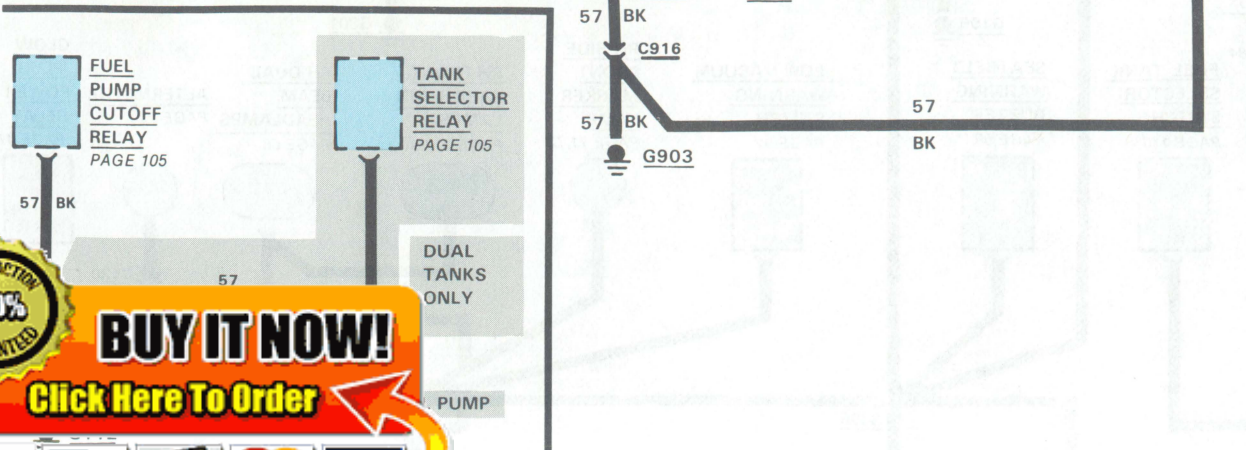 57 BK
C916
57 BK
G903
57
BK
FUEL
PUMP
CUTOFF
RELAY
PAGE 105
TANK
SELECTOR
RELAY
PAGE 105
57 BK
57
DUAL
TANKS
ONLY
PUMP
BUY IT NOW!
Click Here To Order